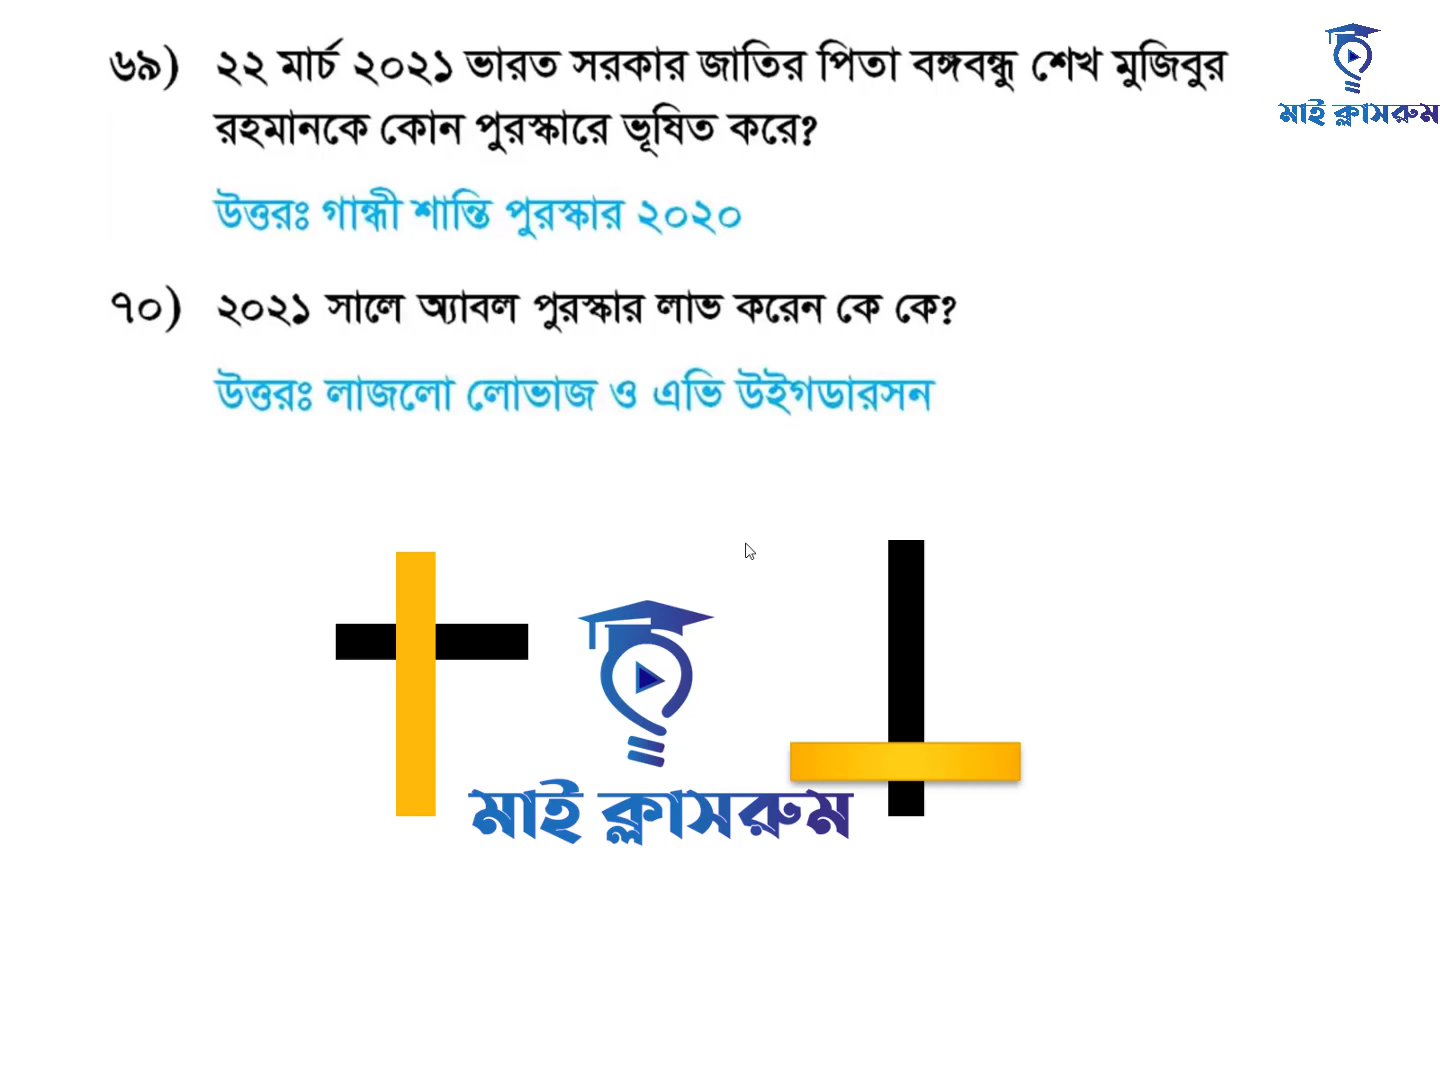 মাই ক্লাসরুম
৬৯) ২২ মার্চ ২০২১ ভারত সরকার জাতির পিতা বঙ্গবন্ধু শেখ মুজিবুর
রহমানকে কোন পুরস্কারে ভূষিত করে?
উত্তরঃ গান্ধী শান্তি পুরস্কার ২০২০
৭০) ২০২১ সালে অ্যাবল পুরস্কার লাভ করেন কে কে?
উত্তরঃ লাজলো লোভাজ ও এভি উইগডারসন
মাই ক্লাসরুম